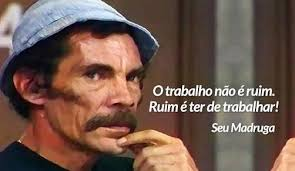 O trabalho não é ruim.
Ruim é ter de trabalhar!
Seu Madruga